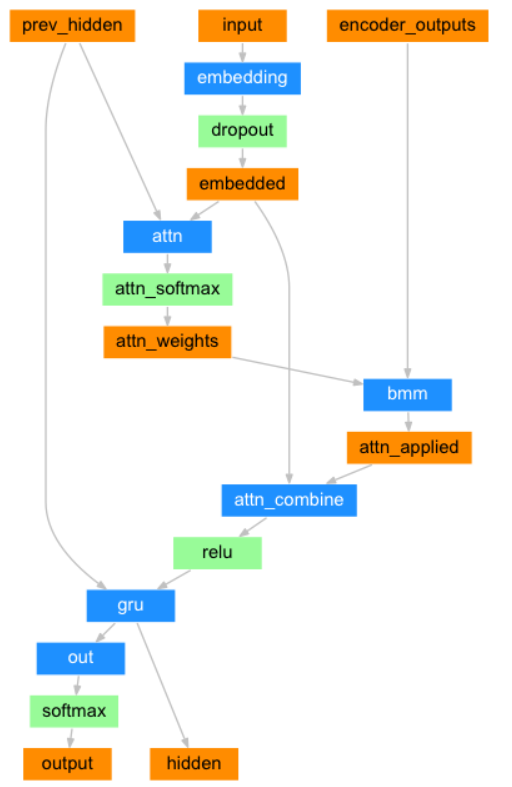 prev_hidden
input
encoder_outputs
embedding
dropout
embedded
attn
attn_softmax
attn_weights
bmm
attn_applied
attn_combine
relu
gru
out
softmax
output
hidden